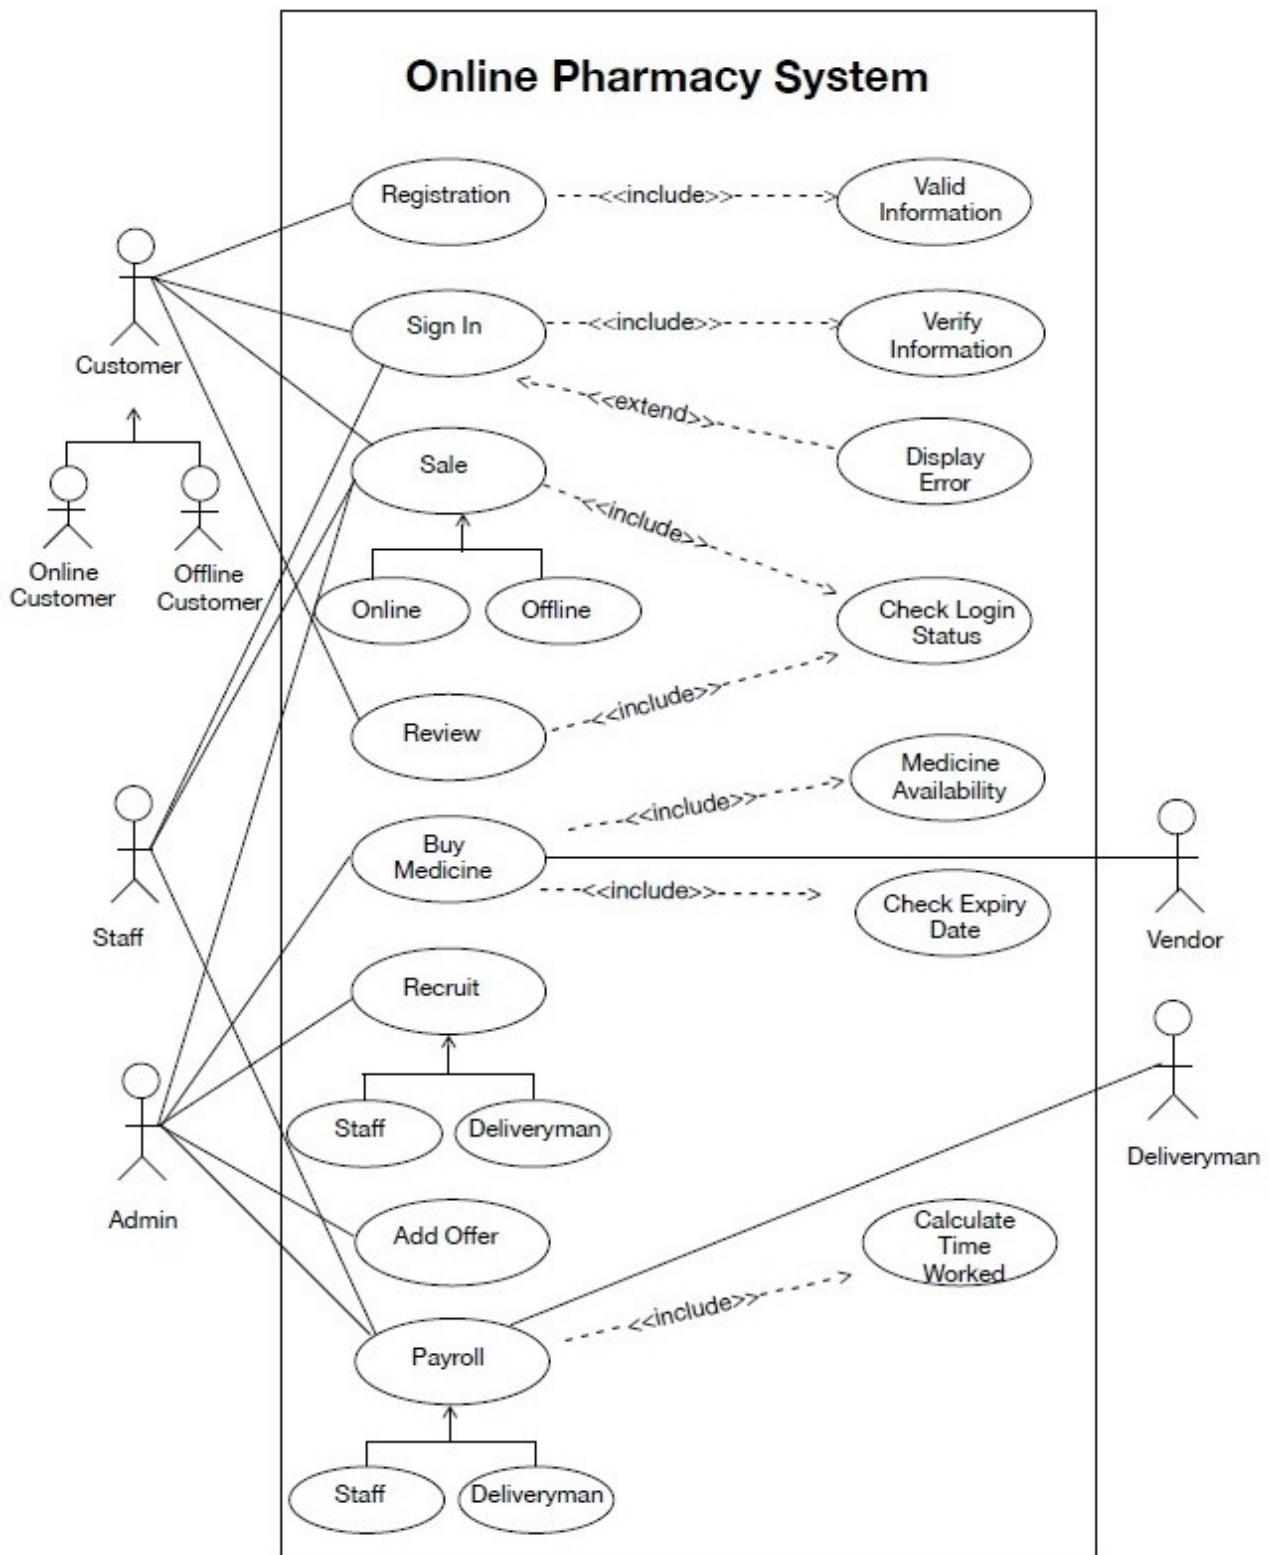 Online Pharmacy System
Registration
<<include>>
Valid
Information
Customer
Sign In
<<include>>
Verify
Information
<<extend>>
Display
Error
Sale
<<include>>
Online
Customer
Offline
Customer
Online
Offline
Check Login
Status
Review
<<include>>
Medicine
Availability
<<include>>
Buy
Medicine
<<include>>
Check Expiry
Date
Staff
Vendor
Recruit
Staff
Deliveryman
Deliveryman
Admin
Add Offer
Calculate
Time
Worked
<<include>>
Payroll
Staff
Deliveryman